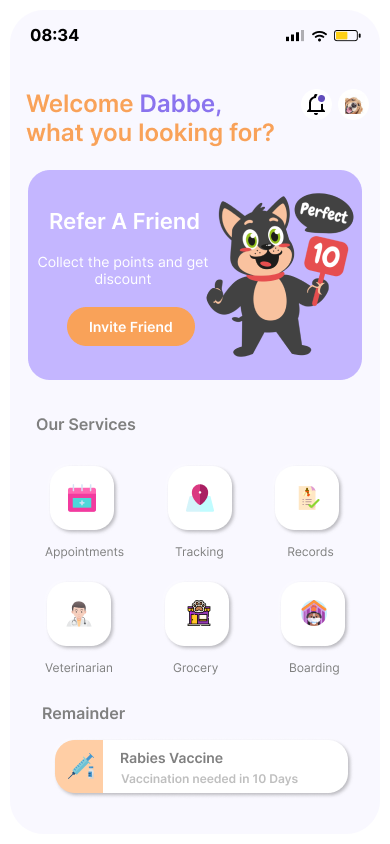 08:34
Welcome Dabbe,
what you looking for?
Refer A Friend
Collect the points and get
discount
Invite Friend
Perfect
10
Our Services
Appointments
Tracking
Records
Veterinarian
Grocery
Boarding
Remainder
Rabies Vaccine
Vaccination needed in 10 Days